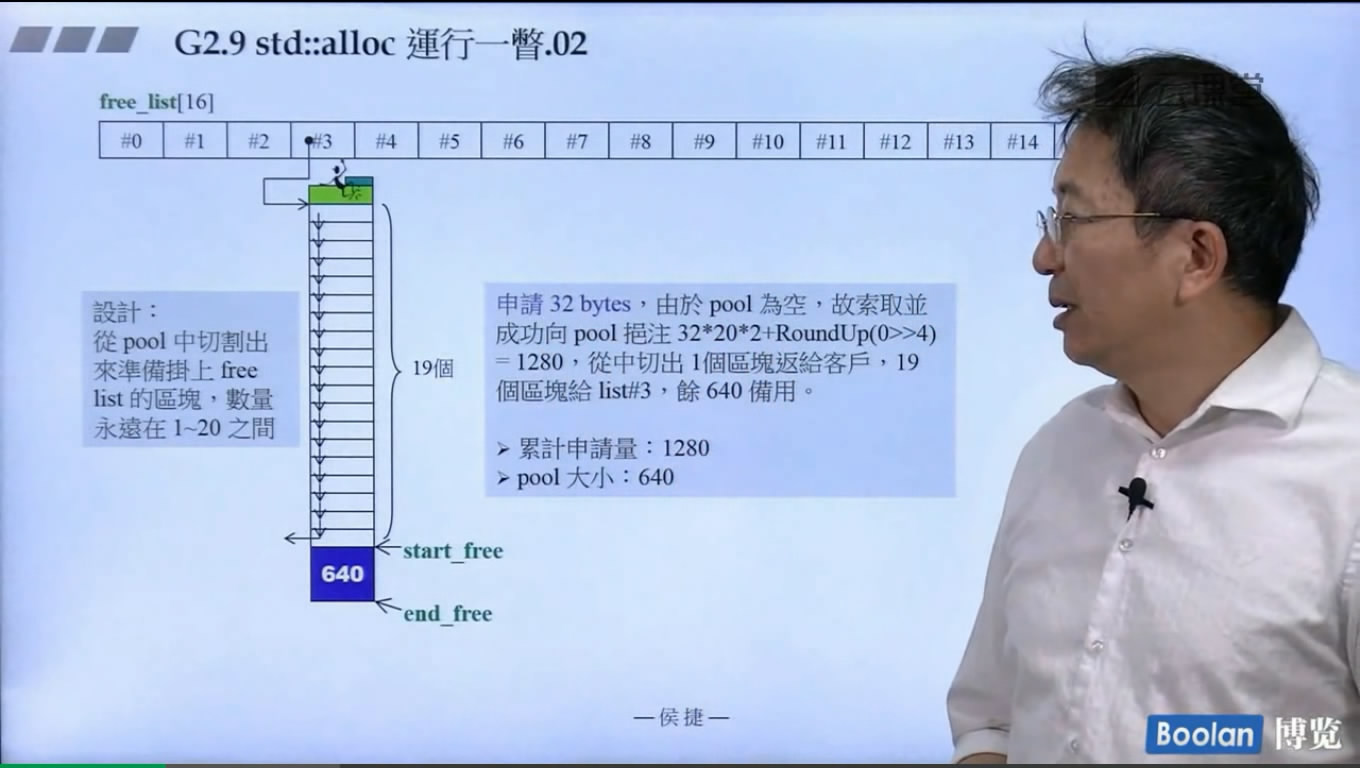 G2.9 std::alloc 運行一瞥.02
free_list[16]
#0 #1 #2 #3 #4 #5 #6 #7 #8 #9 #10 #11 #12 #13 #14
設計：
從 pool 中切割出
來準備掛上 free
list 的區塊，數量
永遠在 1~20 之間
19個
申請 32 bytes，由於 pool 為空，故索取並
成功向 pool 挹注 32*20*2+RoundUp(0>>4)
= 1280，從中切出 1個區塊返給客戶，19
個區塊給 list#3，餘 640 備用。
➢ 累計申請量：1280
➢ pool 大小：640
start_free
640
end_free
—侯捷—
Boolan 博览